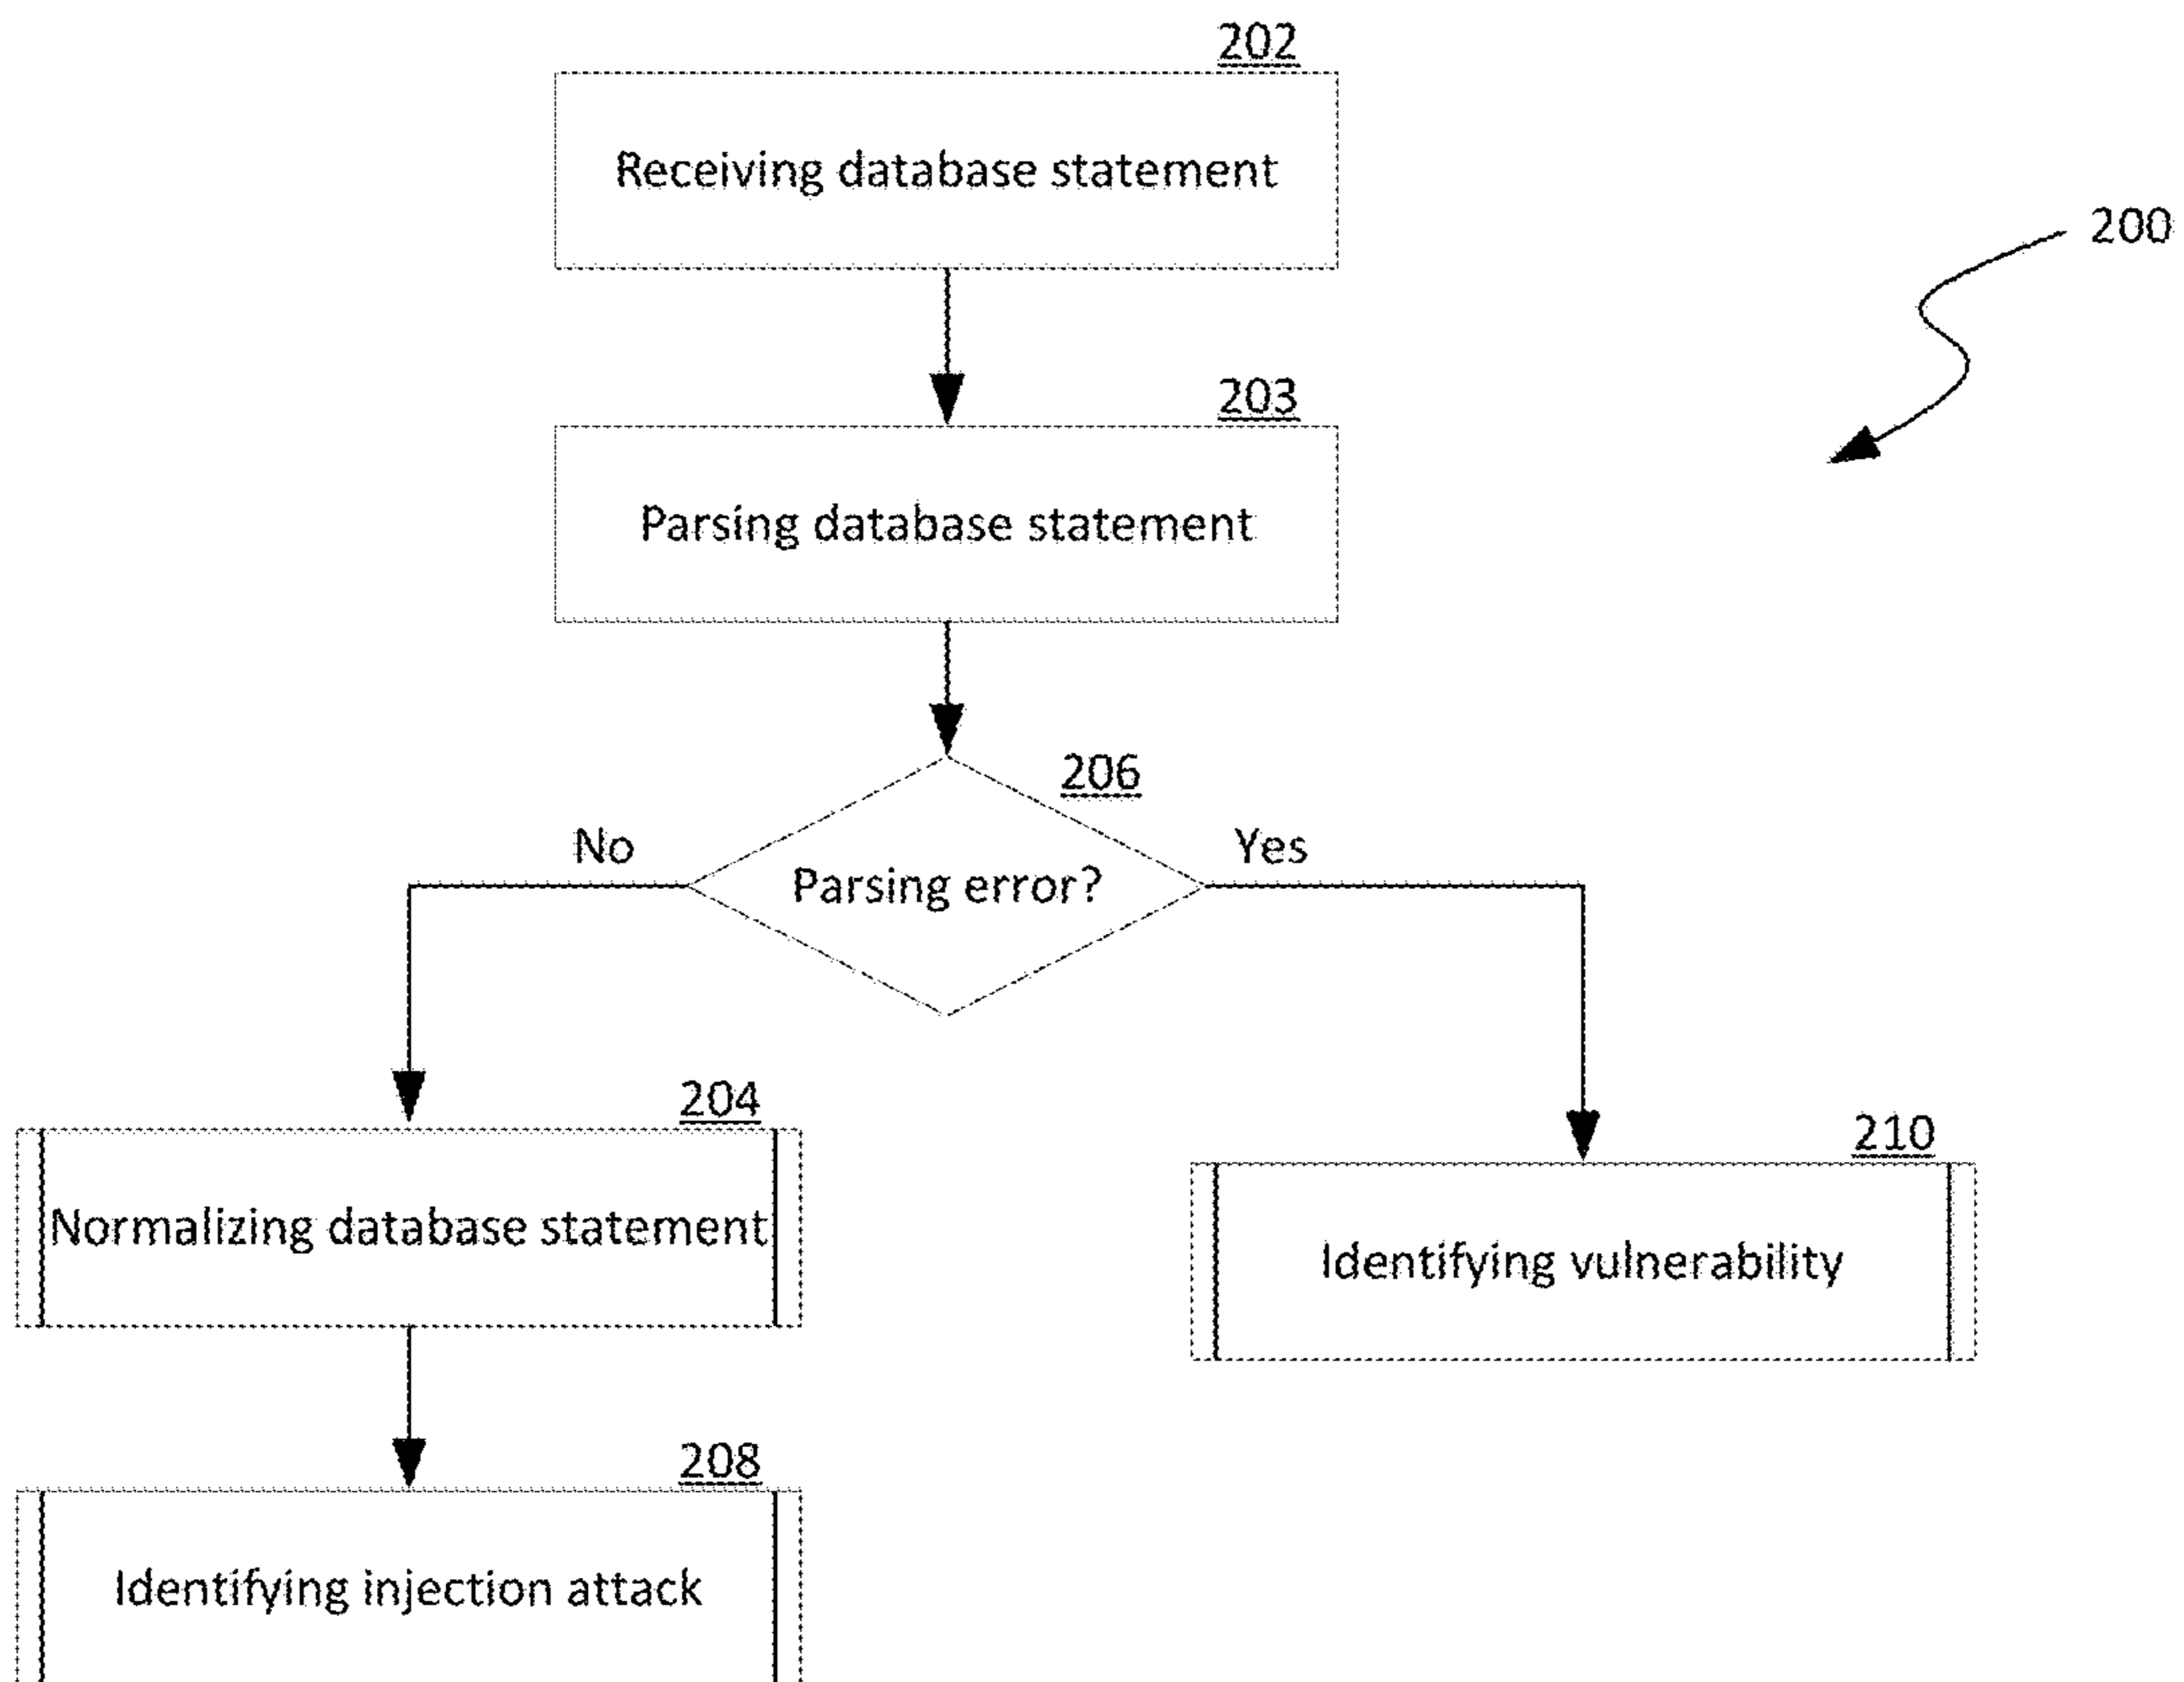 202
Receiving database statement
200
203
Parsing database statement
206
No
Yes
Parsing error?
204
Normalizing database statement
210
Identifying vulnerability
208
Identifying injection attack